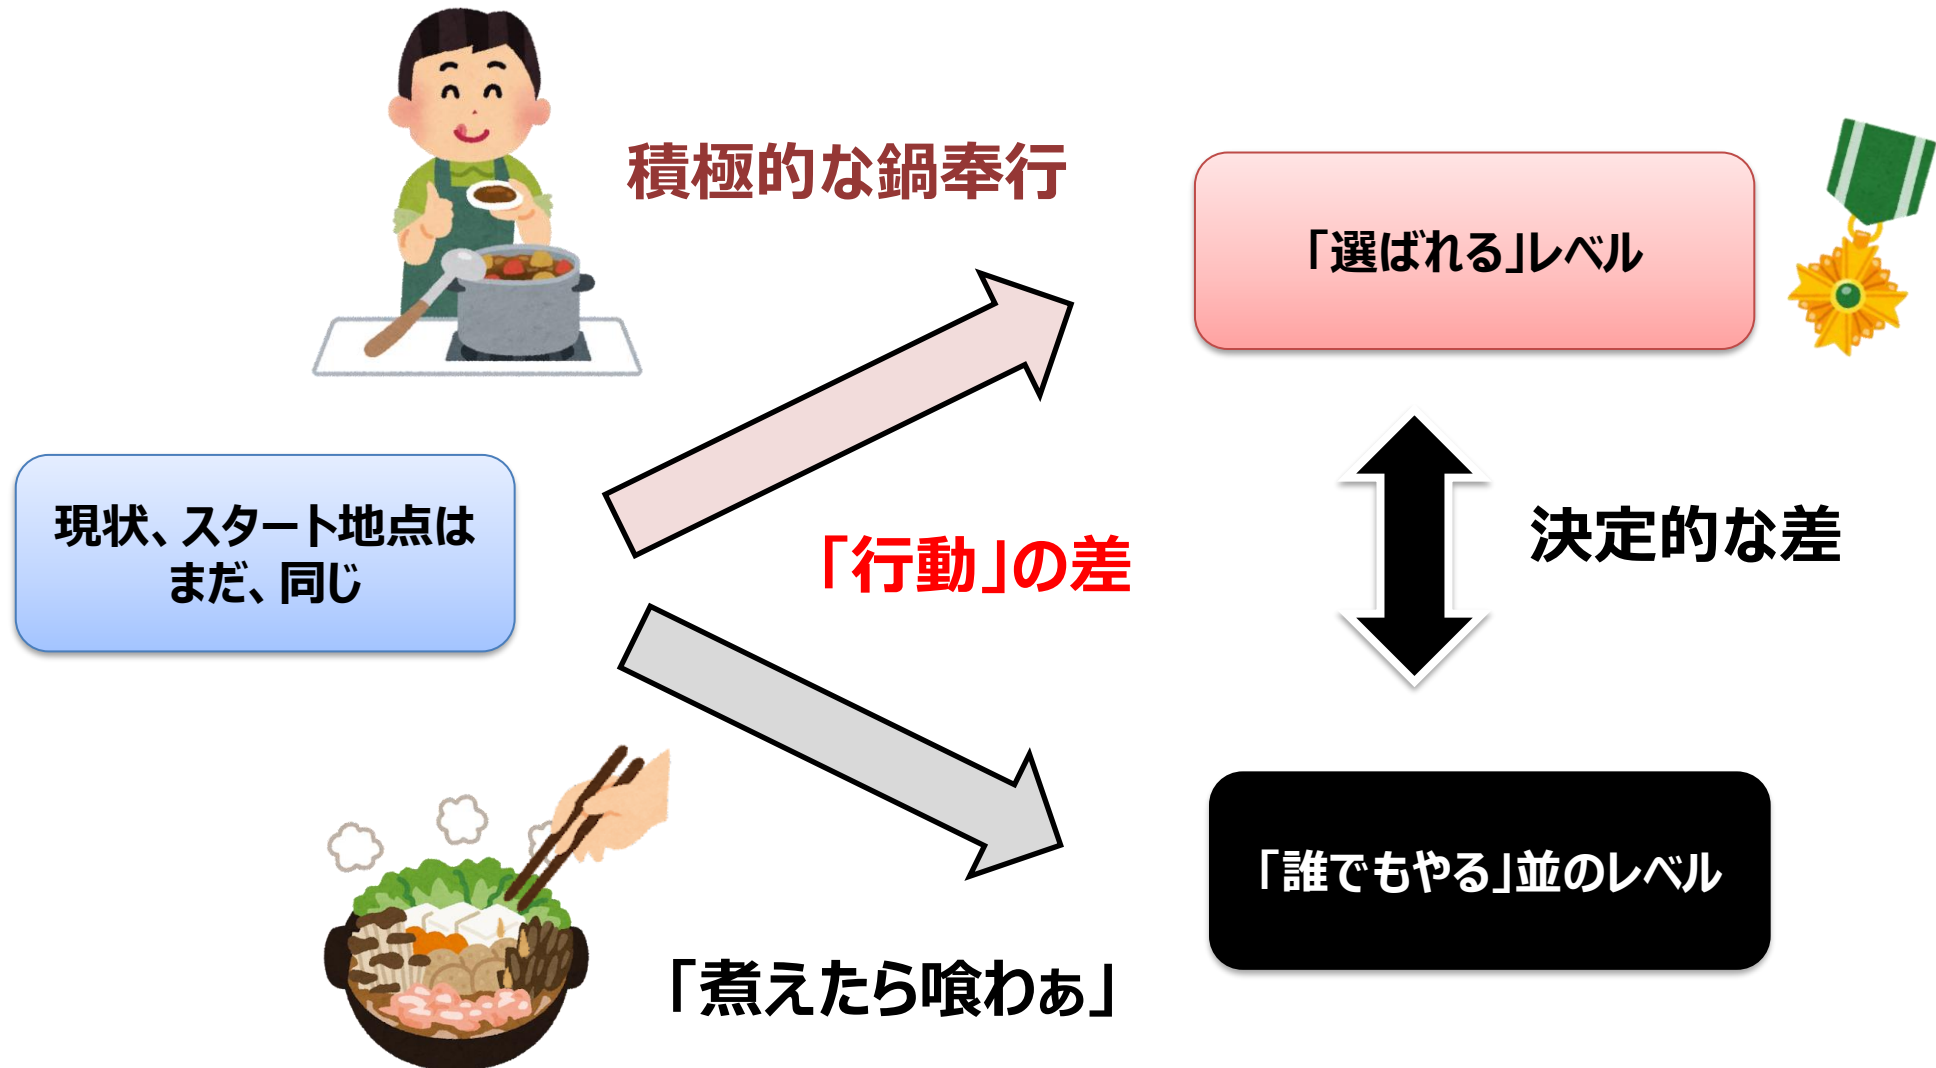 積極的な鍋奉行
「選ばれる」レベル
現状、スタート地点は
まだ、同じ
「行動」の差
決定的な差
「誰でもやる」並のレベル
「煮えたら喰わぁ」